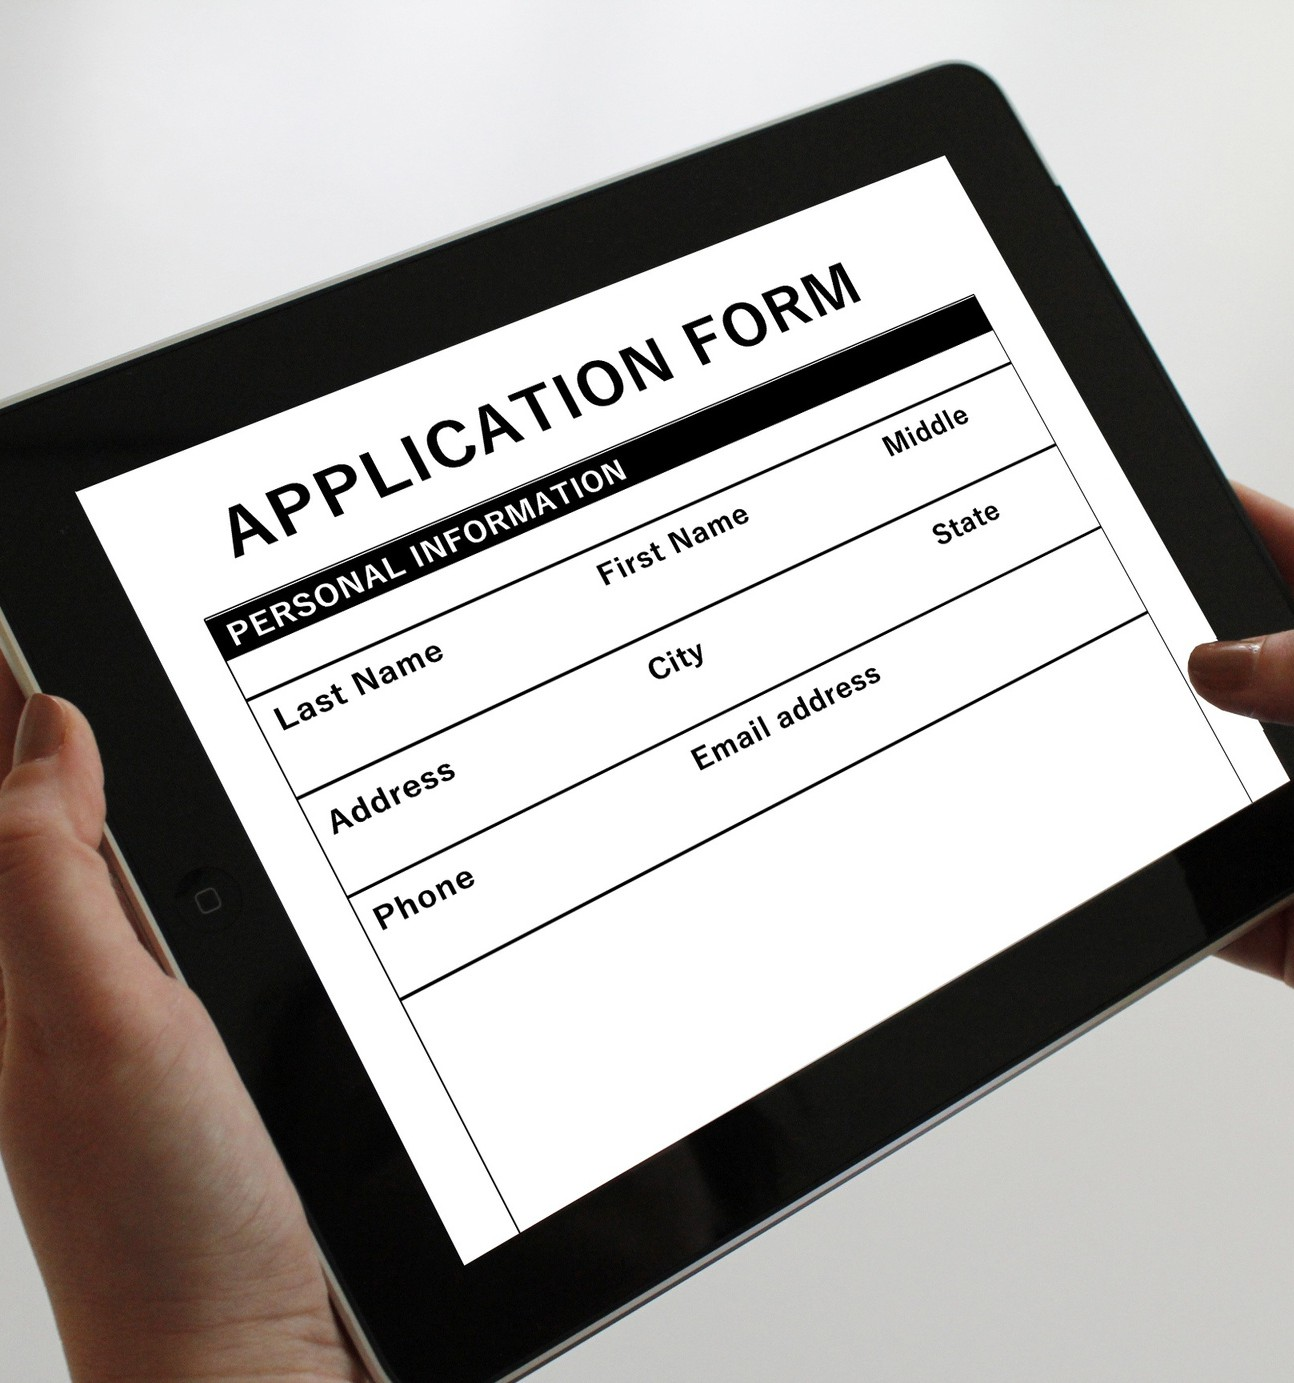 APPLICATION FORM
PERSONAL INFORMATION
Last Name First Name Middle
Address City State
Phone Email address